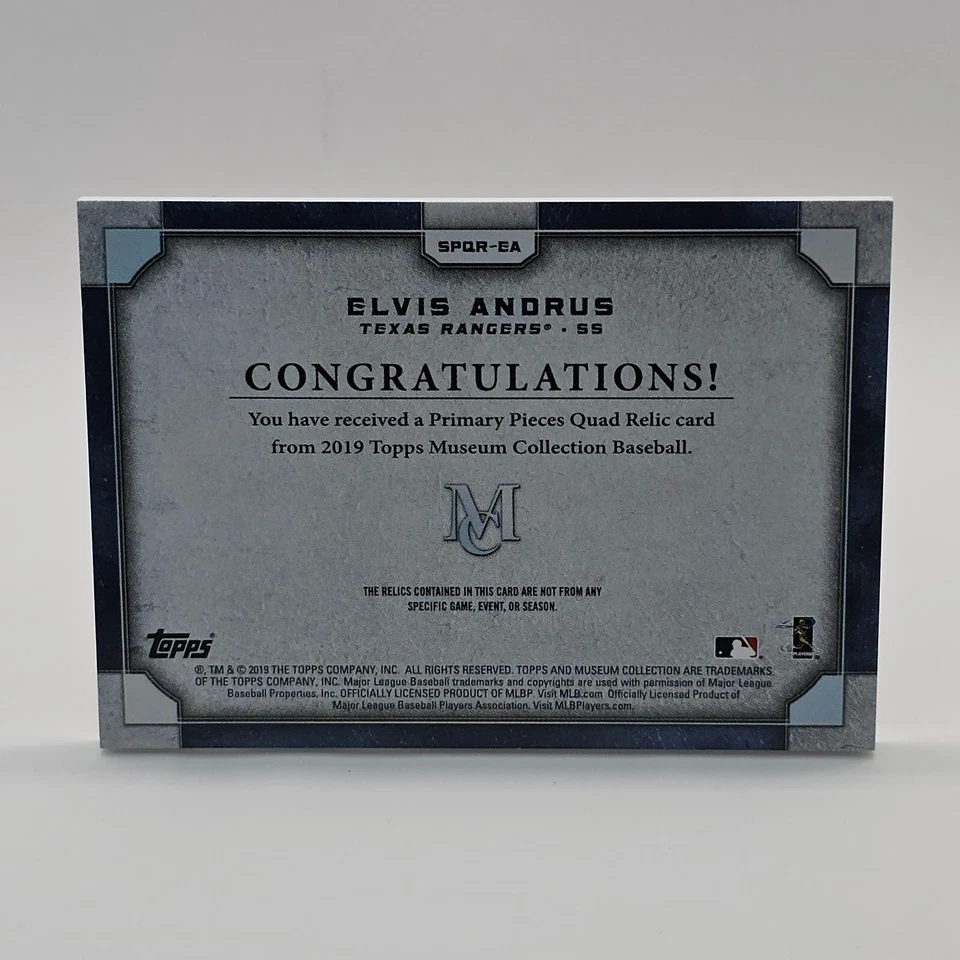 SPQR-EA
ELVIS ANDRUS
TEXAS RANGERS® · SS
CONGRATULATIONS!
You have received a Primary Pieces Quad Relic card
from 2019 Topps Museum Collection Baseball.
MC
THE RELICS CONTAINED IN THIS CARD ARE NOT FROM ANY
SPECIFIC GAME, EVENT, OR SEASON.
topps®
®, TM & © 2019 THE TOPPS COMPANY, INC. ALL RIGHTS RESERVED. TOPPS AND MUSEUM COLLECTION ARE TRADEMARKS
OF THE TOPPS COMPANY, INC. Major League Baseball trademarks and copyrights are used with permission of Major League
Baseball Properties, Inc. OFFICIALLY LICENSED PRODUCT OF MLBP. Visit MLB.com Officially Licensed Product of
Major League Baseball Players Association. Visit MLBPlayers.com.